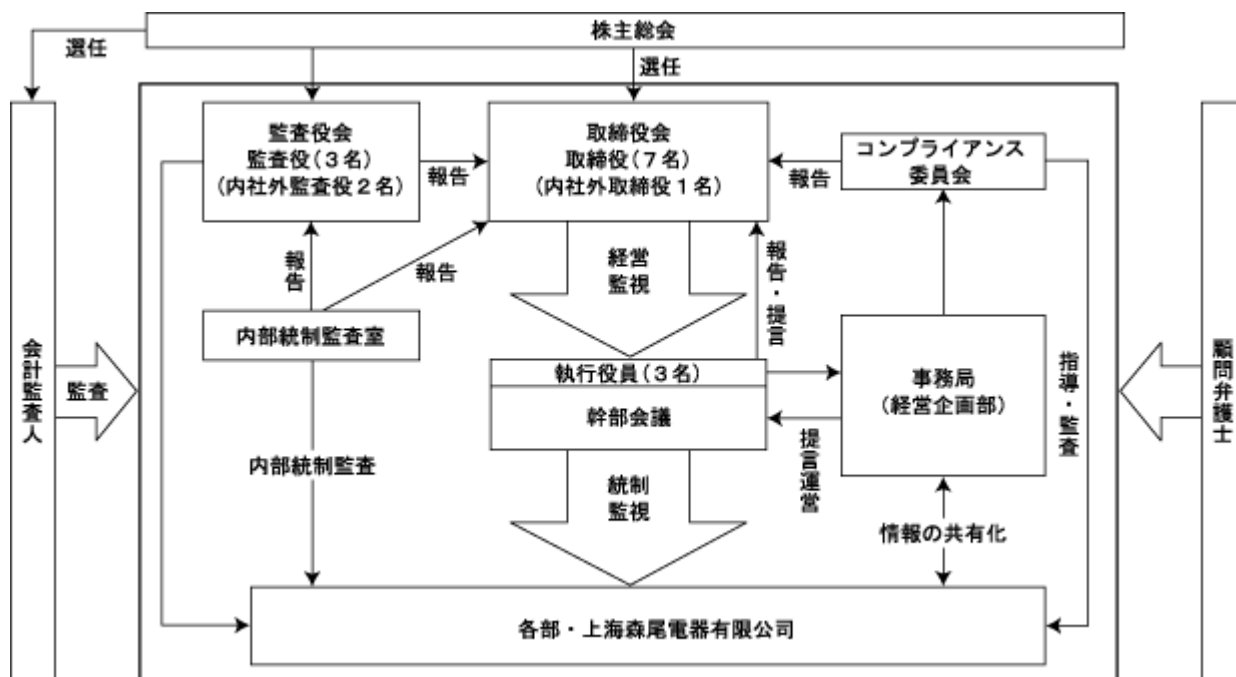 株主総会
選任
選任
監査役会
監査役(3名)
(内社外監査役2名)
報告
取締役会
取締役(7名)
(内社外取締役1名)
報告
コンプライアンス
委員会
報告
報告
経営
監視
報告・提言
内部統制監査室
執行役員(3名)
幹部会議
事務局
(経営企画部)
指導・監査
会計監査人
監査
顧問弁護士
内部統制監査
統制
監視
提言運営
情報の共有化
各部・上海森尾電器有限公司